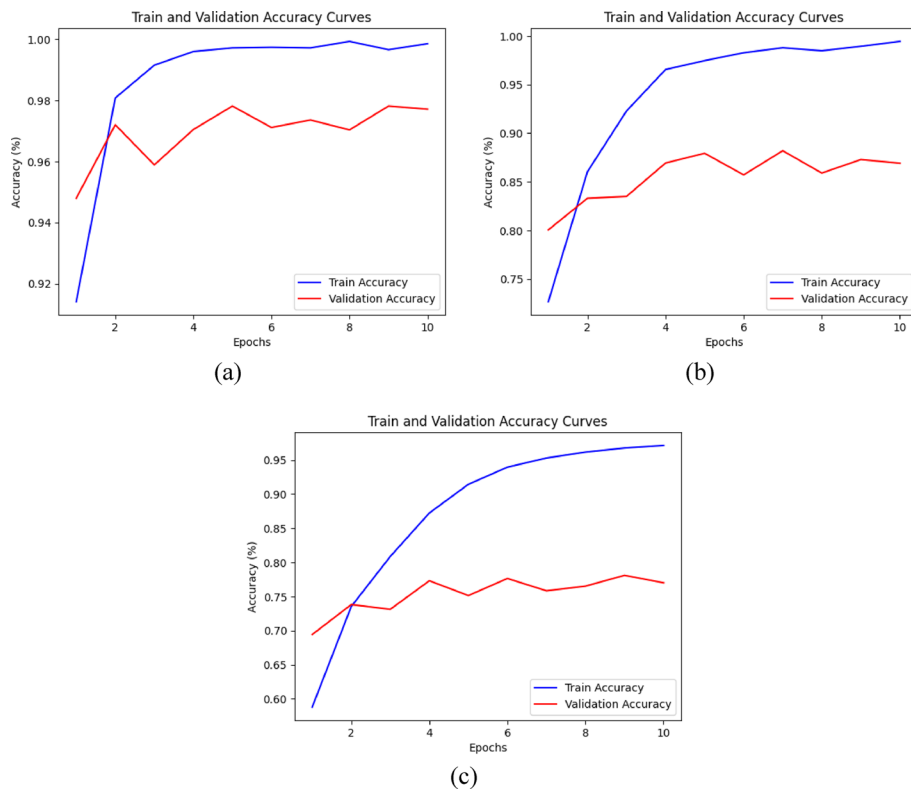 Train and Validation Accuracy Curves
1.00
0.98
0.96
0.94
0.92
Accuracy (%)
Train Accuracy
Validation Accuracy
2 4 6 8 10
Epochs
(a)
Train and Validation Accuracy Curves
1.00
0.95
0.90
0.85
0.80
0.75
Accuracy (%)
Train Accuracy
Validation Accuracy
2 4 6 8 10
Epochs
(b)
Train and Validation Accuracy Curves
0.95
0.90
0.85
0.80
0.75
0.70
0.65
0.60
Accuracy (%)
Train Accuracy
Validation Accuracy
2 4 6 8 10
Epochs
(c)